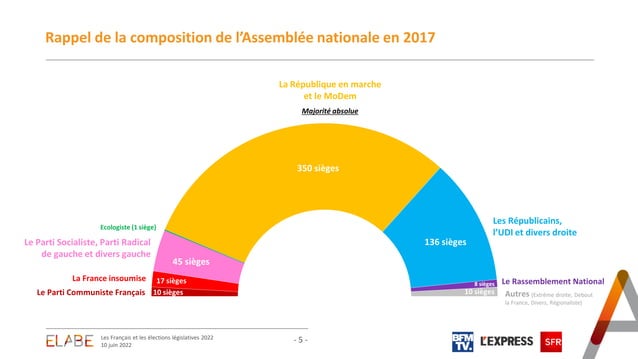 Rappel de la composition de l’Assemblée nationale en 2017
La République en marche
et le MoDem
Majorité absolue
350 sièges
Ecologiste (1 siège)
Les Républicains,
l’UDI et divers droite
136 sièges
Le Parti Socialiste, Parti Radical
de gauche et divers gauche
45 sièges
La France insoumise
17 sièges
8 sièges
Le Rassemblement National
Le Parti Communiste Français
10 sièges
10 sièges
Autres (Extrême droite, Debout
la France, Divers, Régionaliste)
ELABE
Les Français et les élections législatives 2022
10 juin 2022
- 5 -
BFM
TV.
L'EXPRESS
SFR